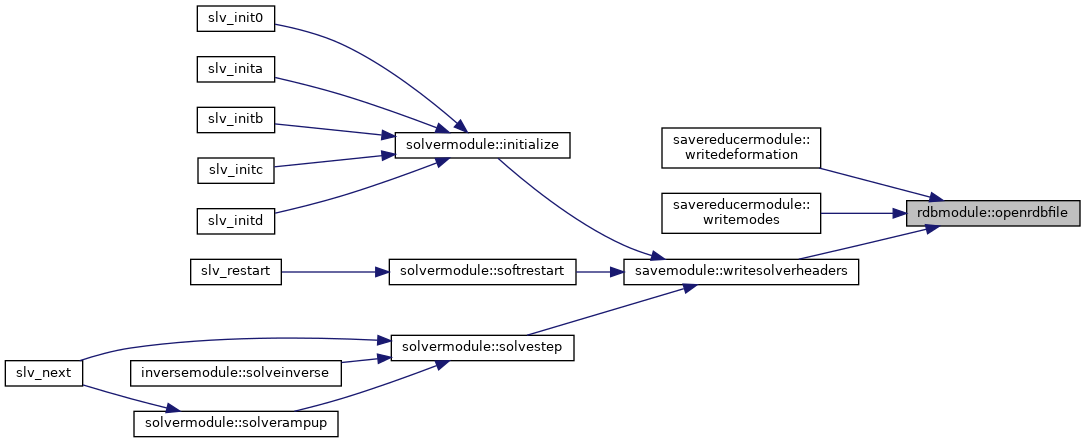 slv_init0
slv_inita
slv_initb
solvermodule::initialize
slv_initc
slv_initd
savereducermodule::
writedeformation
savereducermodule::
writemodes
rdbmodule::openrdbfile
slv_restart
solvermodule::softrestart
savemodule::writesolverheaders
solvermodule::solvestep
slv_next
inversemodule::solveinverse
solvermodule::solverampup